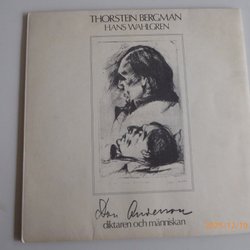 THORSTEIN BERGMAN
HANS WAHLGREN
Dan Andersson
diktaren och människan